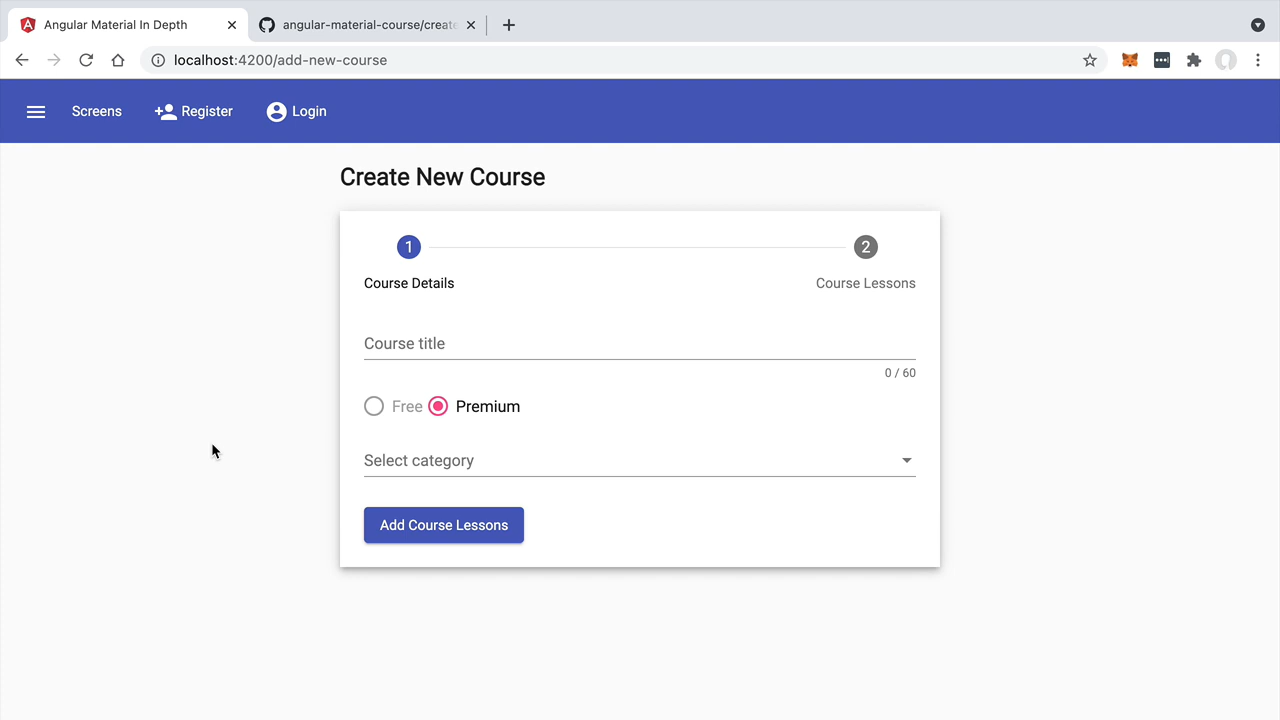 Angular Material In Depth
angular-material-course/create
localhost:4200/add-new-course
Screens
Register
Login
Create New Course
1
2
Course Details
Course Lessons
Course title
0 / 60
Free
Premium
Select category
Add Course Lessons